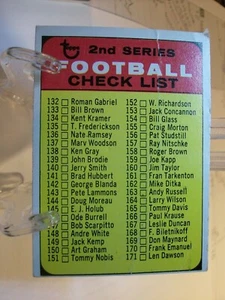 2nd SERIES
FOOTBALL
CHECK LIST
132 Roman Gabriel
133 Bill Brown
134 Kent Kramer
135 T. Frederickson
136 Nate Ramsey
137 Marv Woodson
138 Ken Gray
139 John Brodie
140 Jerry Smith
141 Brad Hubbert
142 George Blanda
143 Pete Lammons
144 Doug Moreau
145 E. J. Holub
146 Ode Burrell
147 Bob Scarpitto
148 Andre White
149 Jack Kemp
150 Art Graham
151 Tommy Nobis
152 W. Richardson
153 Jack Concannon
154 Bill Glass
155 Craig Morton
156 Pat Studstill
157 Ray Nitschke
158 Roger Brown
159 Joe Kapp
160 Jim Taylor
161 Fran Tarkenton
162 Mike Ditka
163 Andy Russell
164 Larry Wilson
165 Tommy Davis
166 Paul Krause
167 Leslie Duncan
168 F. Biletnikoff
169 Don Maynard
170 Frank Emanuel
171 Len Dawson